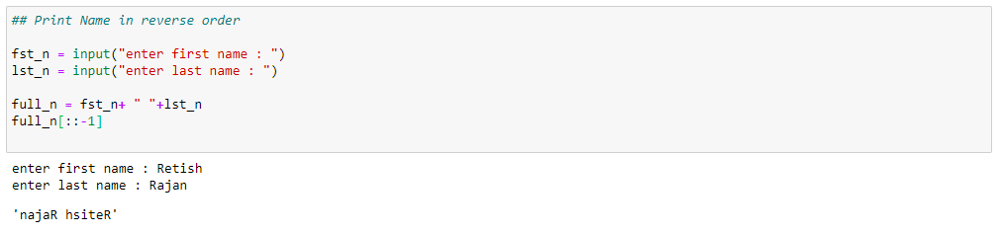 ## Print Name in reverse order
fst_n = input("enter first name : ")
lst_n = input("enter last name : ")
full_n = fst_n+ " "+lst_n
full_n[::-1]
enter first name : Retish
enter last name : Rajan
'najaR hsiteR'